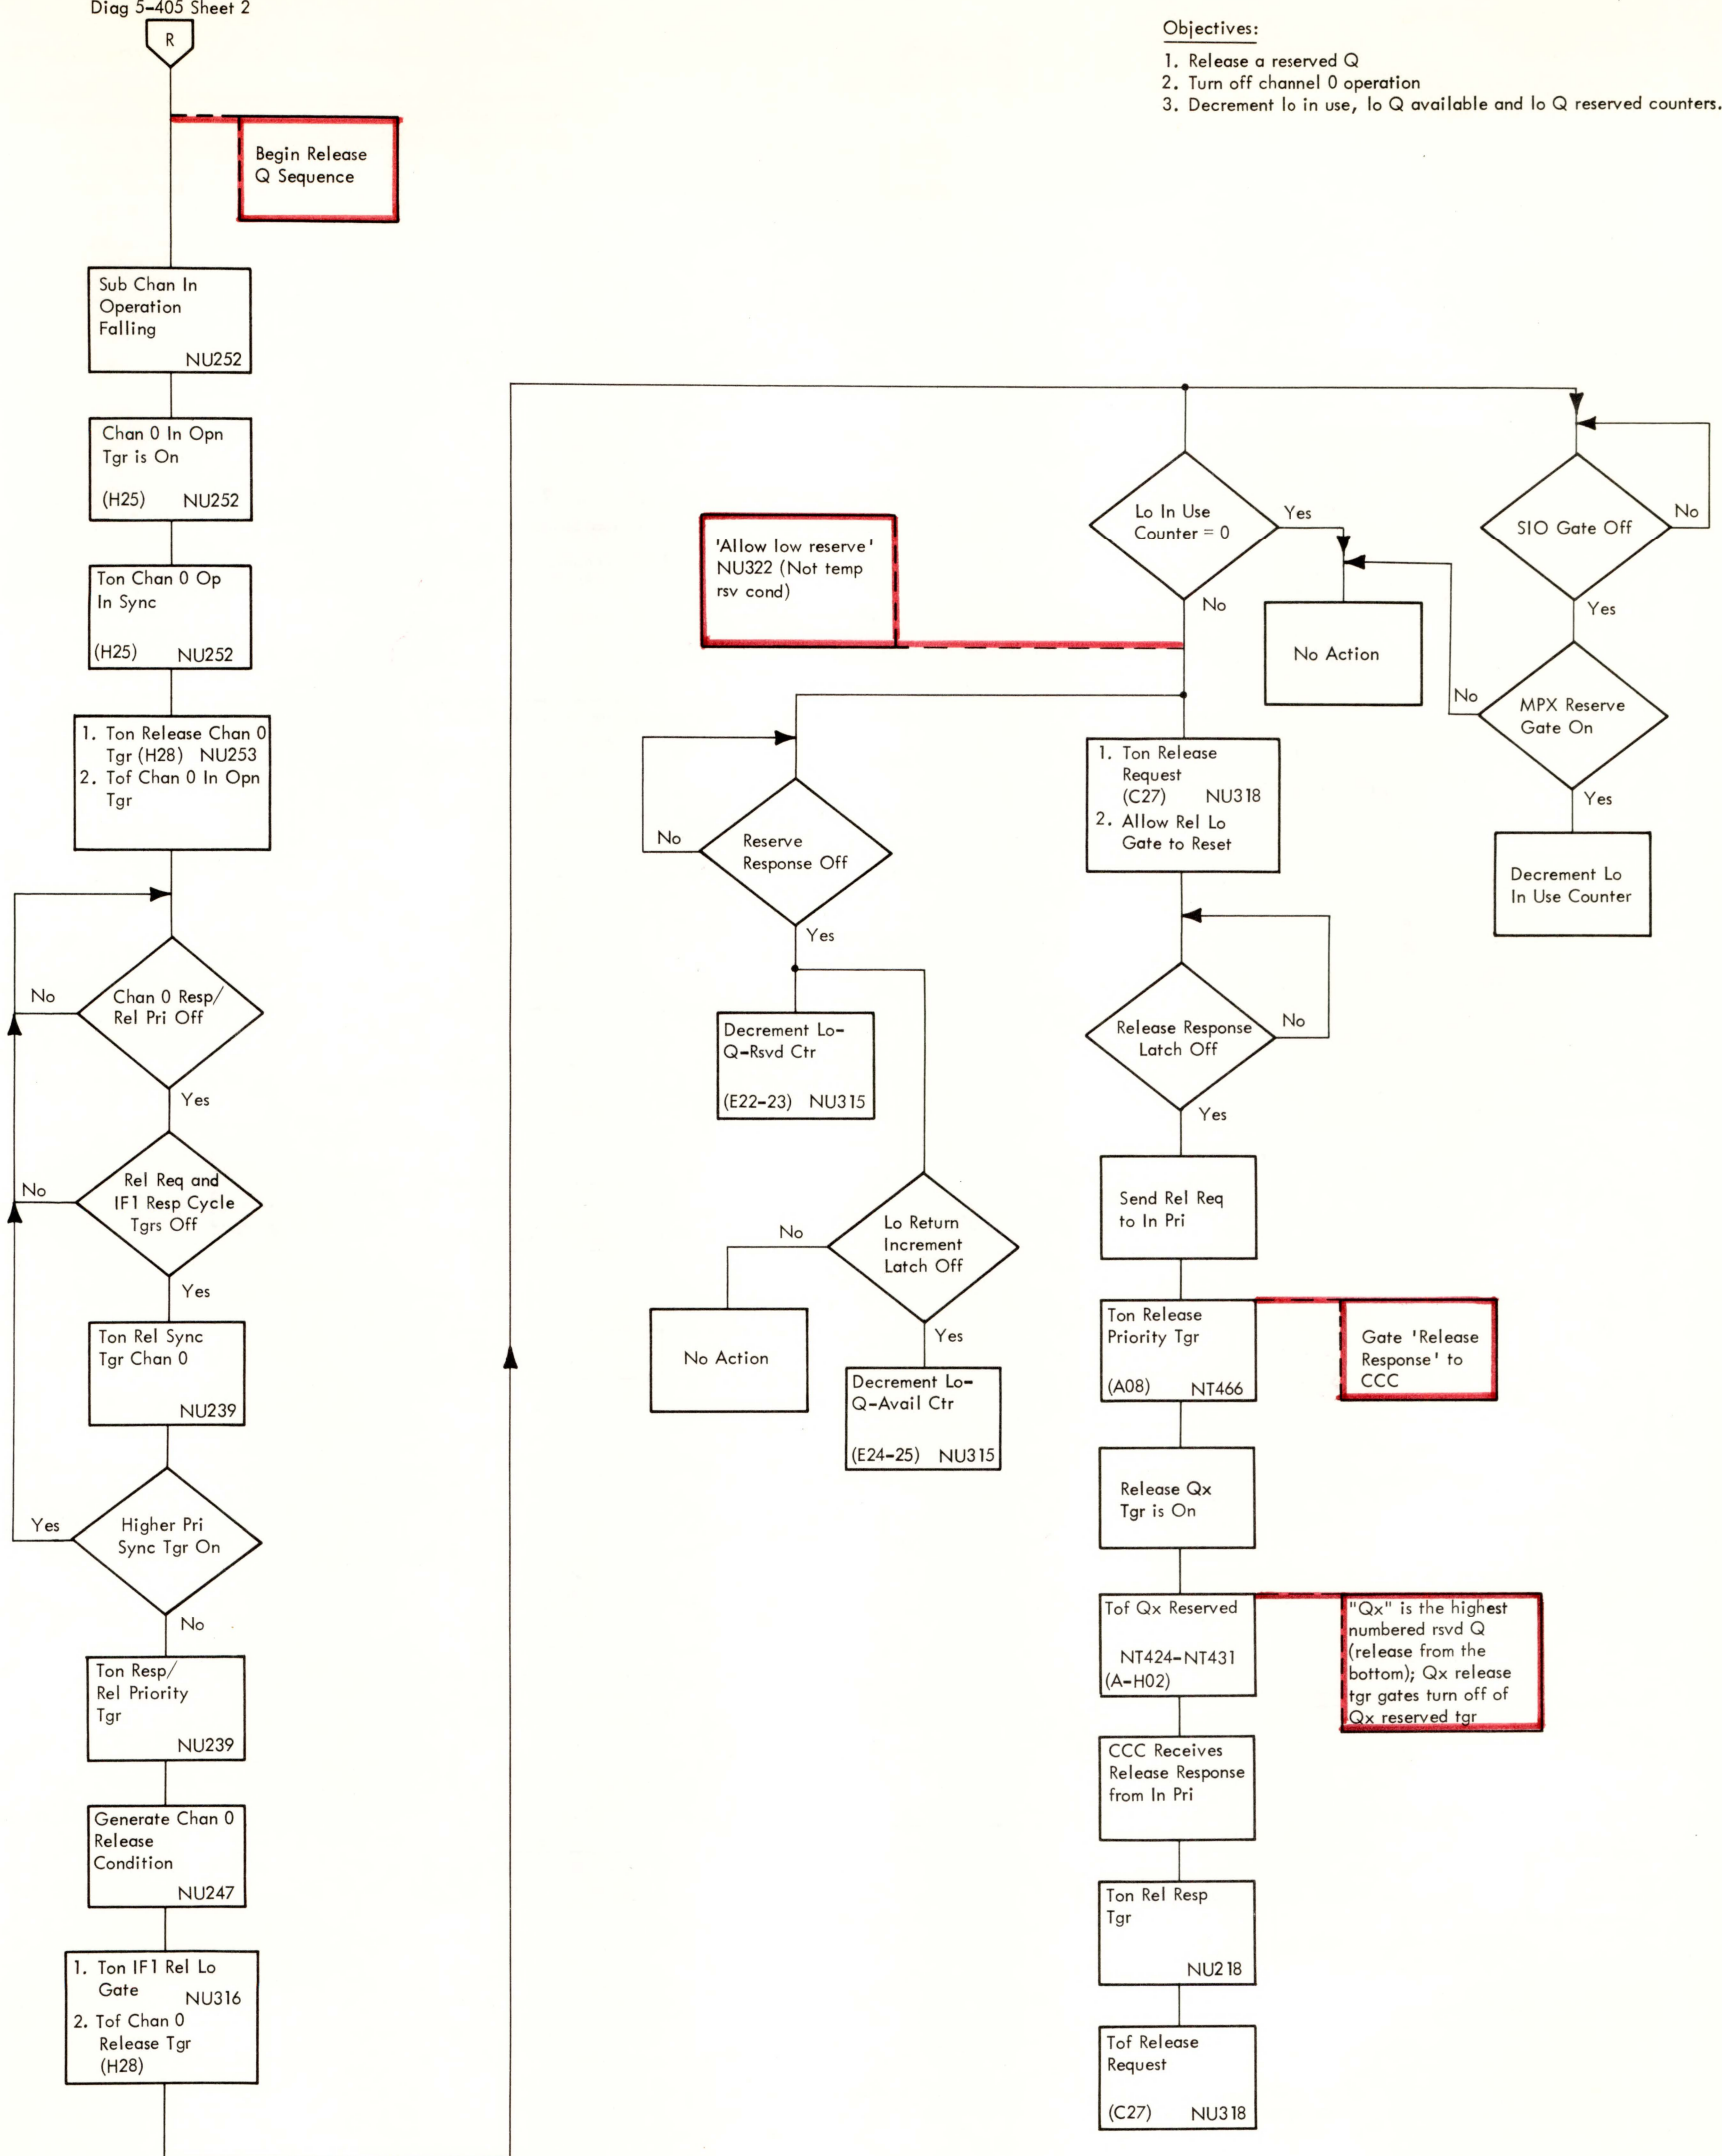 Diag 5-405 Sheet 2
R
Objectives:
1. Release a reserved Q
2. Turn off channel 0 operation
3. Decrement lo in use, lo Q available and lo Q reserved counters.
Begin Release
Q Sequence
Sub Chan In
Operation
Falling
NU252
Chan 0 In Opn
Tgr is On
(H25) NU252
Ton Chan 0 Op
In Sync
(H25) NU252
1. Ton Release Chan 0
Tgr (H28) NU253
2. Tof Chan 0 In Opn
Tgr
No
Chan 0 Resp/
Rel Pri Off
Yes
No
Rel Req and
IF1 Resp Cycle
Tgrs Off
Yes
Ton Rel Sync
Tgr Chan 0
NU239
Yes
Higher Pri
Sync Tgr On
No
Ton Resp/
Rel Priority
Tgr
NU239
Generate Chan 0
Release
Condition
NU247
1. Ton IF1 Rel Lo
Gate NU316
2. Tof Chan 0
Release Tgr
(H28)
'Allow low reserve'
NU322 (Not temp
rsv cond)
No
Reserve
Response Off
Yes
Decrement Lo-
Q-Rsvd Ctr
(E22-23) NU315
No
Lo Return
Increment
Latch Off
No Action
Yes
Decrement Lo-
Q-Avail Ctr
(E24-25) NU315
Lo In Use
Counter = 0
Yes
No
No Action
1. Ton Release
Request
(C27) NU318
2. Allow Rel Lo
Gate to Reset
Release Response
Latch Off
No
Yes
Send Rel Req
to In Pri
Ton Release
Priority Tgr
(A08) NT466
Gate 'Release
Response' to
CCC
Release Qx
Tgr is On
Tof Qx Reserved
NT424-NT431
(A-H02)
"Qx" is the highest
numbered rsvd Q
(release from the
bottom); Qx release
tgr gates turn off of
Qx reserved tgr
CCC Receives
Release Response
from In Pri
Ton Rel Resp
Tgr
NU218
Tof Release
Request
(C27) NU318
SIO Gate Off
No
Yes
No
MPX Reserve
Gate On
Yes
Decrement Lo
In Use Counter